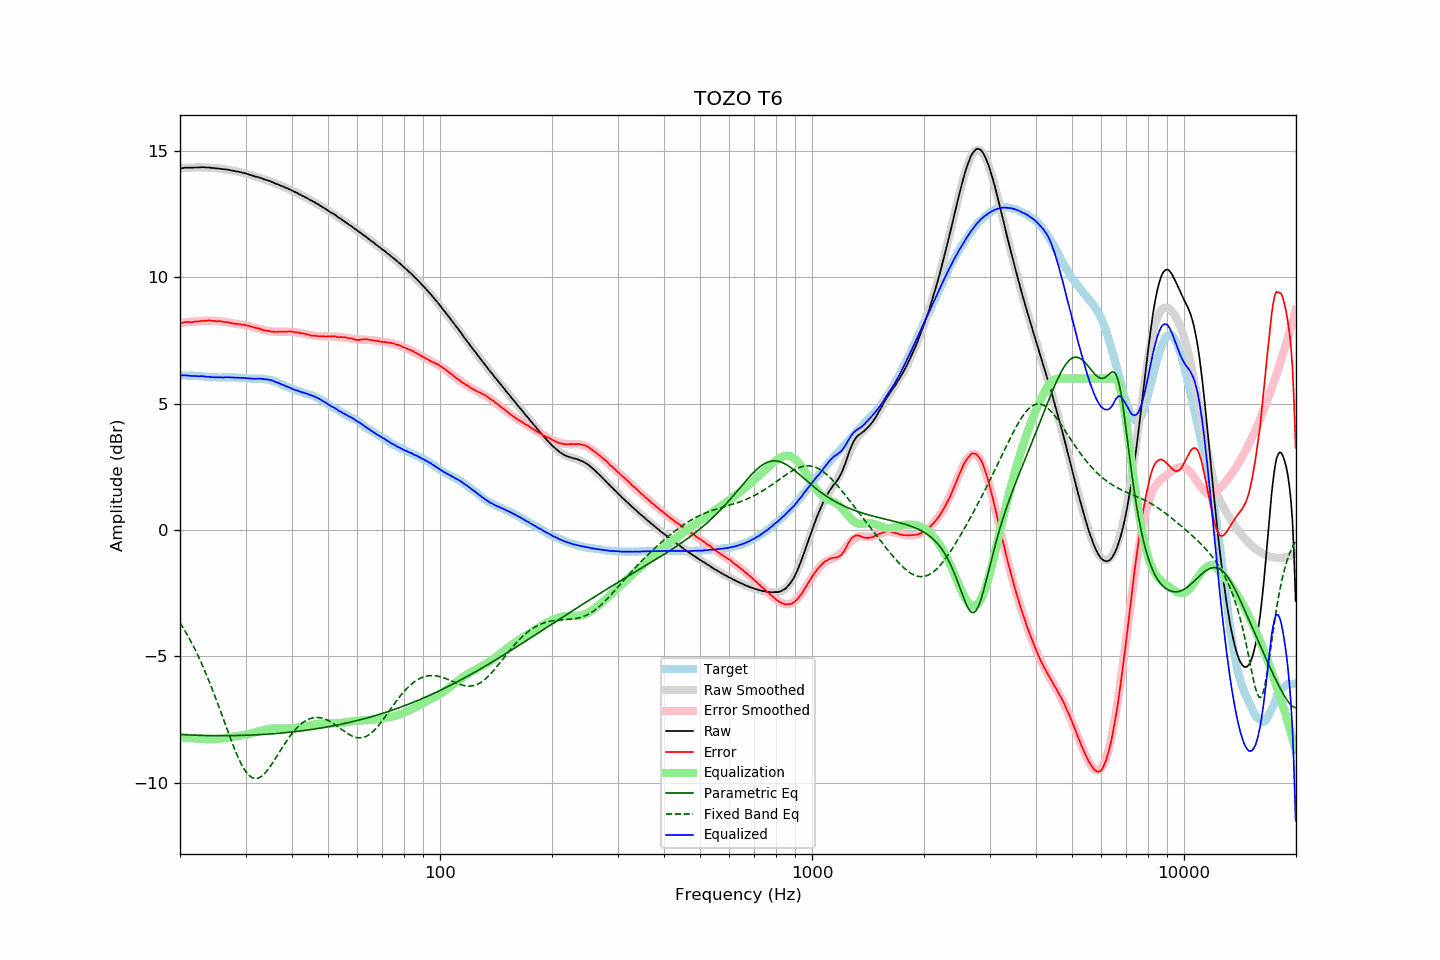 TOZO T6
Amplitude (dBr)
15
10
5
0
−5
−10
Target
Raw Smoothed
Error Smoothed
Raw
Error
Equalization
Parametric Eq
Fixed Band Eq
Equalized
100
1000
10000
Frequency (Hz)